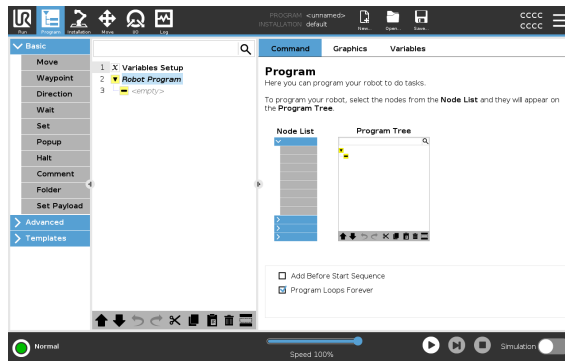 PROGRAM <unnamed>
INSTALLATION default
CCCC
CCCC
Run Program Installation Move I/O Log
New... Open... Save...
Basic
Move
Waypoint
Direction
Wait
Set
Popup
Halt
Comment
Folder
Set Payload
Advanced
Templates
1 X Variables Setup
2 Robot Program
3 <empty>
Command Graphics Variables
Program
Here you can program your robot to do tasks.
To program your robot, select the nodes from the Node List and they will appear on
the Program Tree.
Node List Program Tree
Add Before Start Sequence
Program Loops Forever
Normal
Speed 100%
Simulation